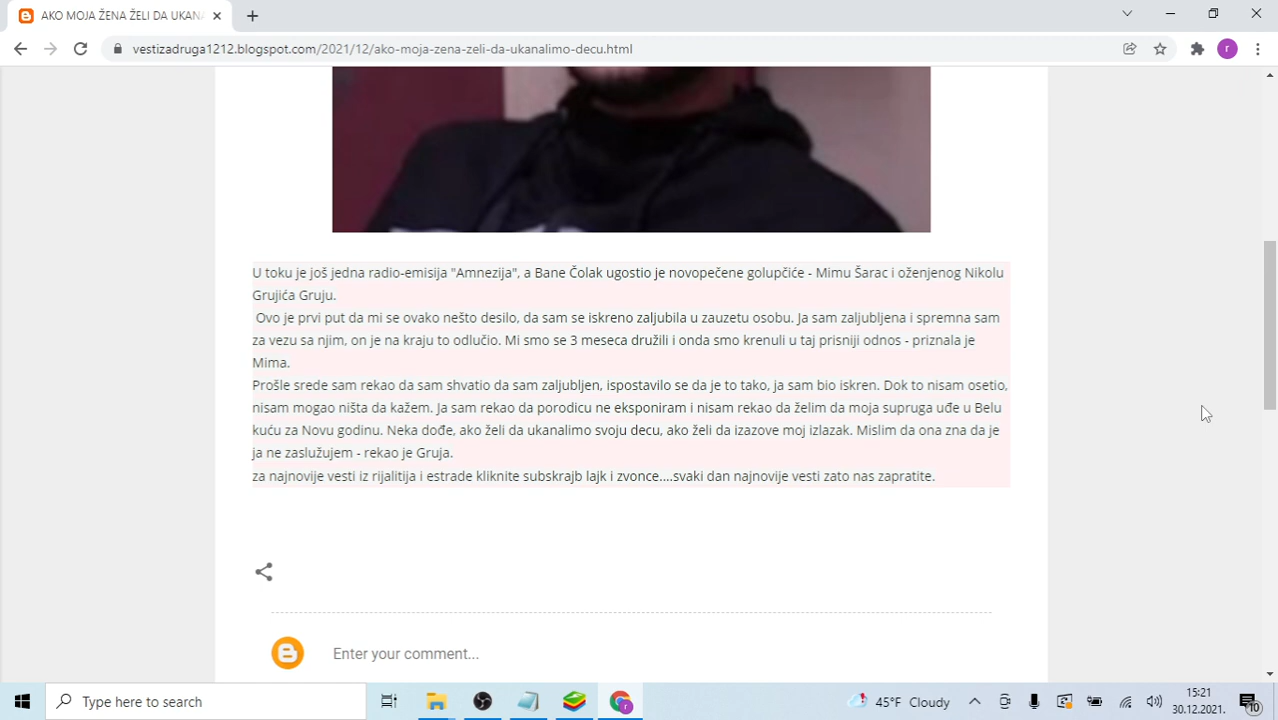 AKO MOJA ŽENA ŽELI DA UKANA
vestizadruga1212.blogspot.com/2021/12/ako-moja-zena-zeli-da-ukanalimo-decu.html
r
U toku je još jedna radio-emisija "Amnezija", a Bane Čolak ugostio je novopečene golupčiće - Mimu Šarac i oženjenog Nikolu
Grujića Gruju.
Ovo je prvi put da mi se ovako nešto desilo, da sam se iskreno zaljubila u zauzetu osobu. Ja sam zaljubljena i spremna sam
za vezu sa njim, on je na kraju to odlučio. Mi smo se 3 meseca družili i onda smo krenuli u taj prisniji odnos - priznala je
Mima.
Prošle srede sam rekao da sam shvatio da sam zaljubljen, ispostavilo se da je to tako, ja sam bio iskren. Dok to nisam osetio,
nisam mogao ništa da kažem. Ja sam rekao da porodicu ne eksponiram i nisam rekao da želim da moja supruga uđe u Belu
kuću za Novu godinu. Neka dođe, ako želi da ukanalimo svoju decu, ako želi da izazove moj izlazak. Mislim da ona zna da je
ja ne zaslužujem - rekao je Gruja.
za najnovije vesti iz rijalitija i estrade kliknite subskrajb lajk i zvonce....svaki dan najnovije vesti zato nas zapratite.
Enter your comment...
Type here to search
r
45°F Cloudy
15:21
30.12.2021.
10